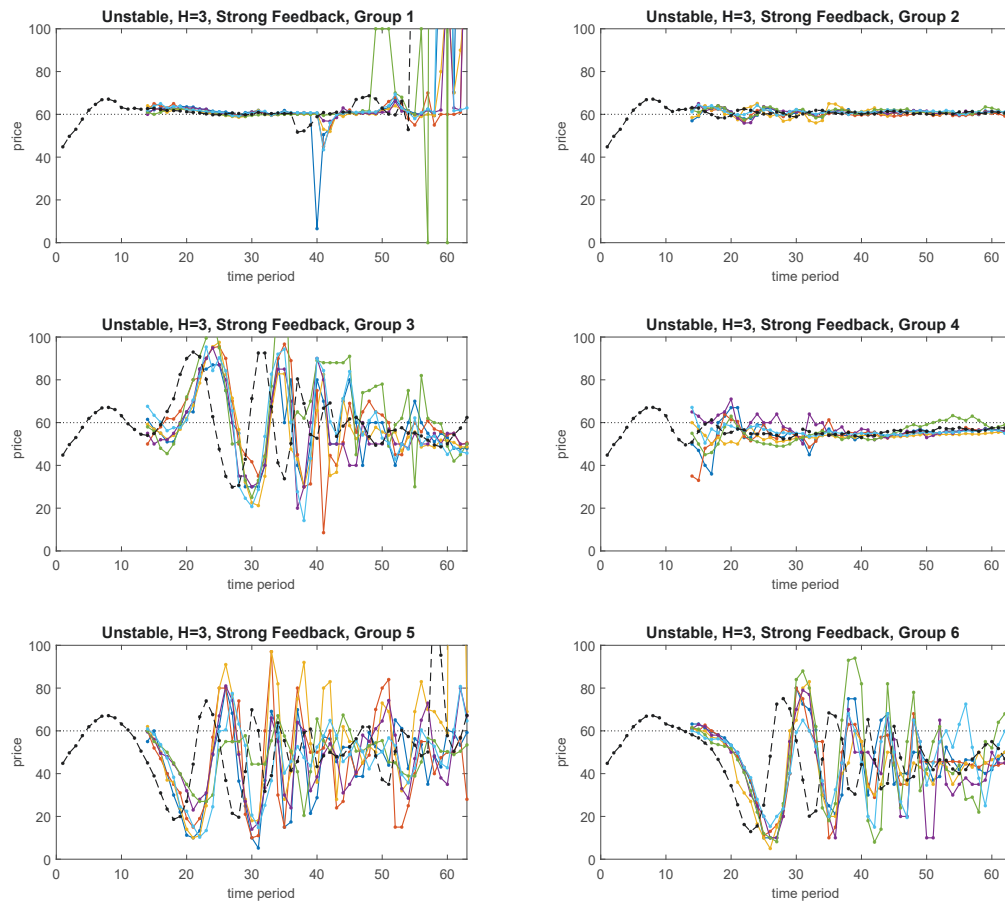 Unstable, H=3, Strong Feedback, Group 1
100
80
60
40
20
0
price
0 10 20 30 40 50 60
time period
Unstable, H=3, Strong Feedback, Group 2
100
80
60
40
20
0
price
0 10 20 30 40 50 60
time period
Unstable, H=3, Strong Feedback, Group 3
100
80
60
40
20
0
price
0 10 20 30 40 50 60
time period
Unstable, H=3, Strong Feedback, Group 4
100
80
60
40
20
0
price
0 10 20 30 40 50 60
time period
Unstable, H=3, Strong Feedback, Group 5
100
80
60
40
20
0
price
0 10 20 30 40 50 60
time period
Unstable, H=3, Strong Feedback, Group 6
100
80
60
40
20
0
price
0 10 20 30 40 50 60
time period